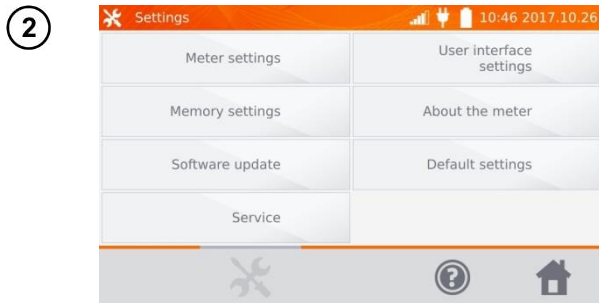 2
Settings
10:46 2017.10.26
Meter settings
User interface
settings
Memory settings
About the meter
Software update
Default settings
Service
?